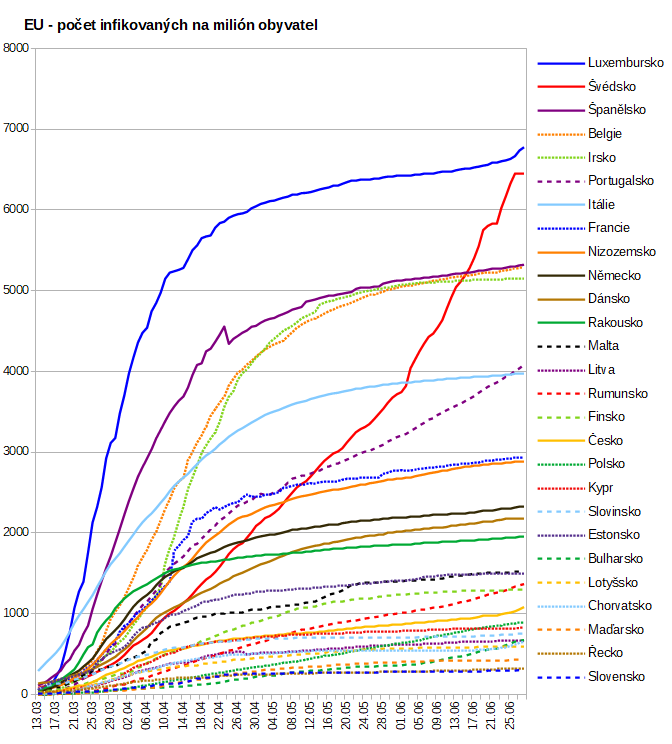 EU - počet infikovaných na milión obyvatel
8000
7000
6000
5000
4000
3000
2000
1000
0
13.03
17.03
21.03
25.03
29.03
02.04
06.04
10.04
14.04
18.04
22.04
26.04
30.04
04.05
08.05
12.05
16.05
20.05
24.05
28.05
01.06
05.06
09.06
13.06
17.06
21.06
25.06
Luxembursko
Švédsko
Španělsko
Belgie
Irsko
Portugalsko
Itálie
Francie
Nizozemsko
Německo
Dánsko
Rakousko
Malta
Litva
Rumunsko
Finsko
Česko
Polsko
Kypr
Slovinsko
Estonsko
Bulharsko
Lotyšsko
Chorvatsko
Maďarsko
Řecko
Slovensko